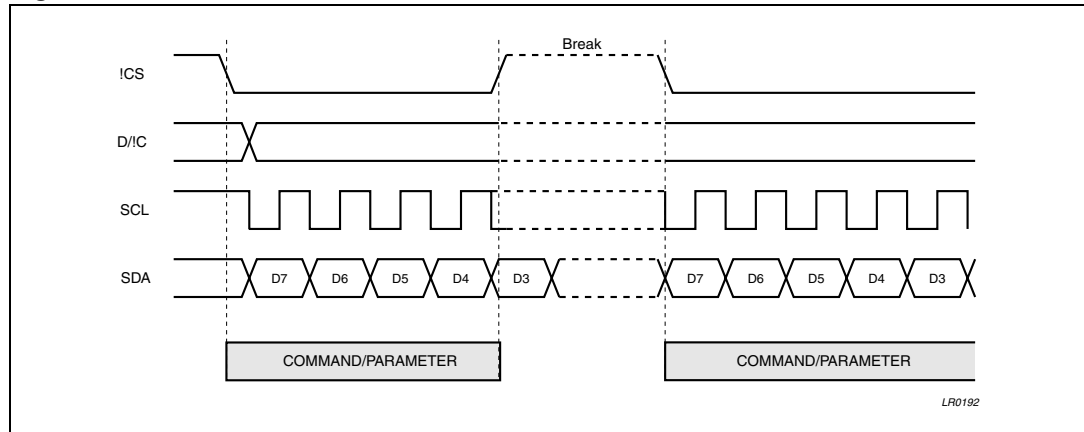 Break
!CS
D/!C
SCL
SDA D7 D6 D5 D4 D3 D7 D6 D5 D4 D3
COMMAND/PARAMETER COMMAND/PARAMETER
LR0192